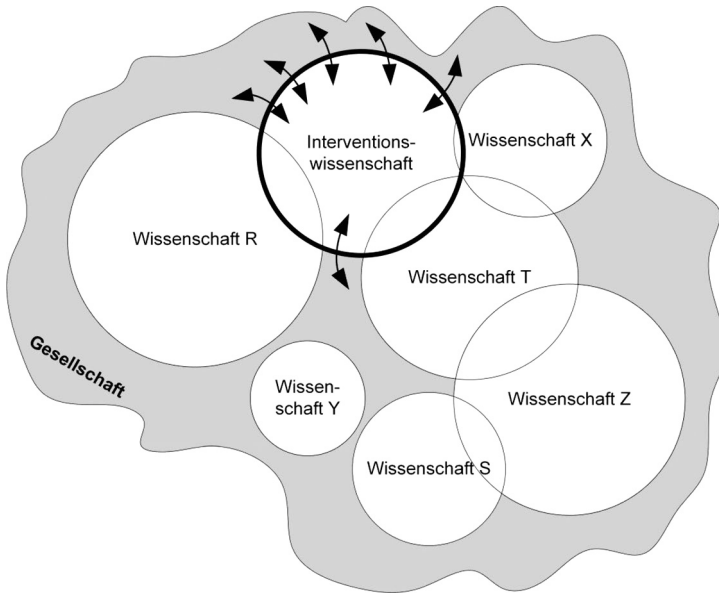 Interventions-
wissenschaft
Wissenschaft X
Wissenschaft R
Wissenschaft T
Gesellschaft
Wissen-
schaft Y
Wissenschaft Z
Wissenschaft S